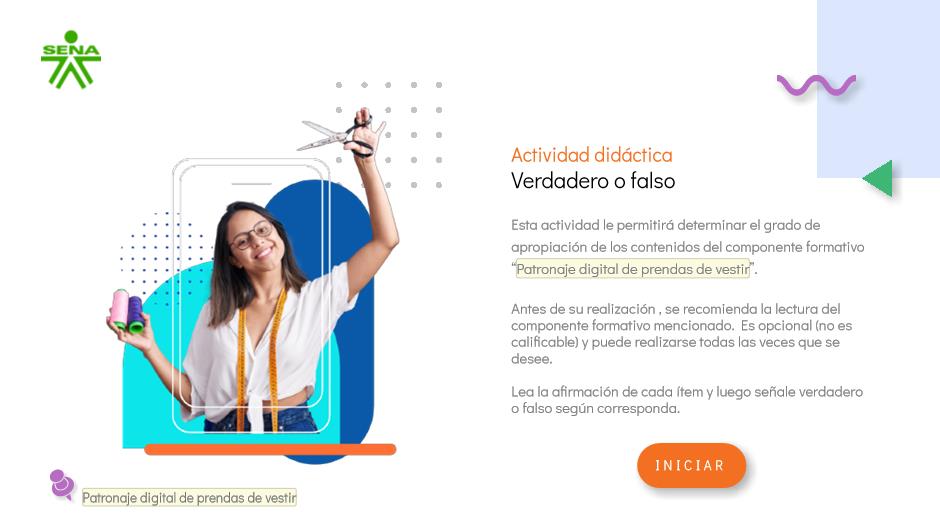 SENA
Actividad didáctica
Verdadero o falso
Esta actividad le permitirá determinar el grado de
apropiación de los contenidos del componente formativo
“Patronaje digital de prendas de vestir”.
Antes de su realización , se recomienda la lectura del
componente formativo mencionado. Es opcional (no es
calificable) y puede realizarse todas las veces que se
desee.
Lea la afirmación de cada ítem y luego señale verdadero
o falso según corresponda.
INICIAR
Patronaje digital de prendas de vestir